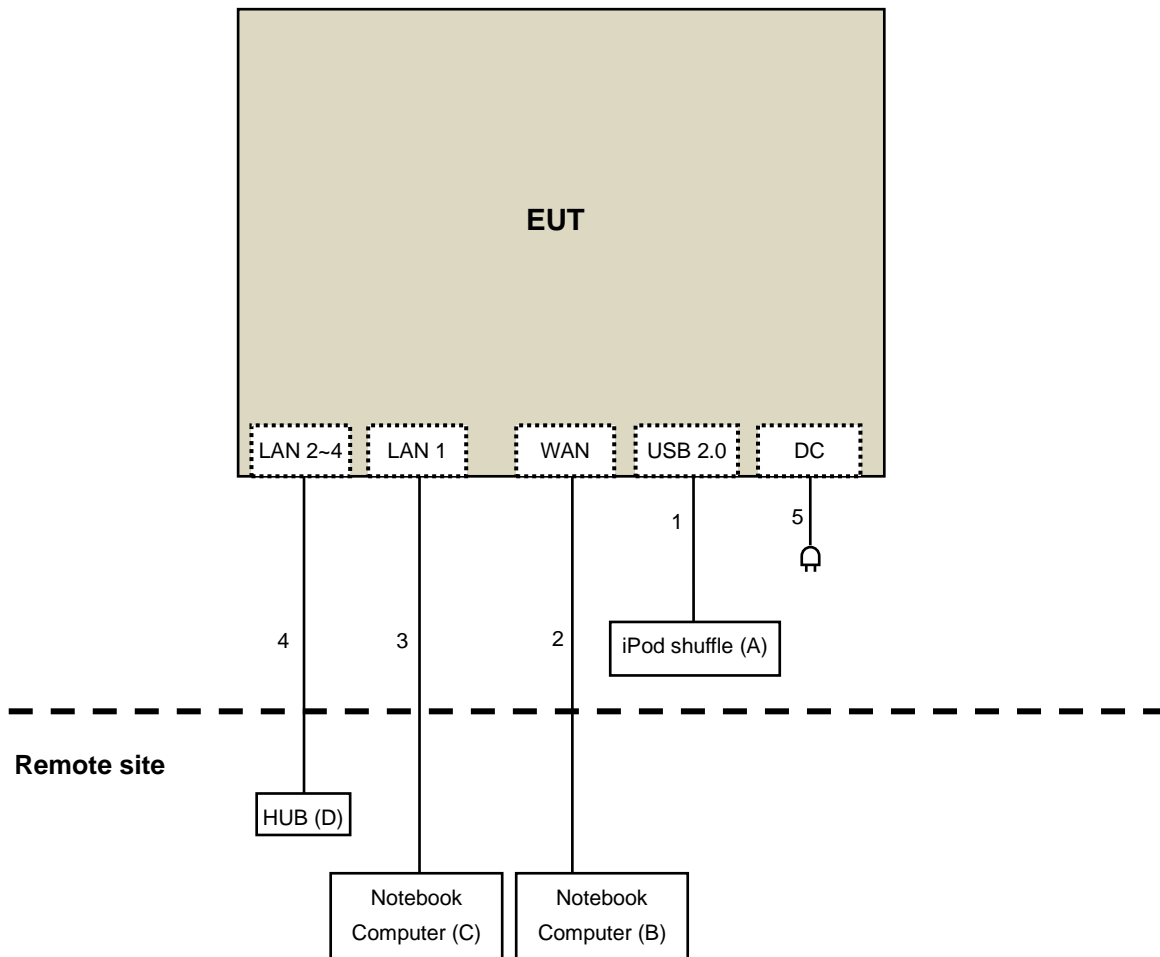 EUT
LAN 2~4
LAN 1
WAN
USB 2.0
DC
1
5
4
3
2
iPod shuffle (A)
Remote site
HUB (D)
Notebook
Computer (C)
Notebook
Computer (B)